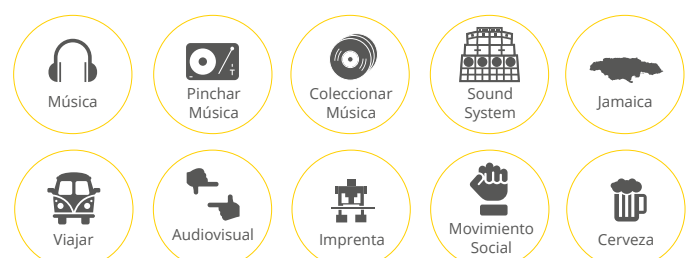 Música
Pinchar
Música
Coleccionar
Música
Sound
System
Jamaica
Viajar
Audiovisual
Imprenta
Movimiento
Social
Cerveza